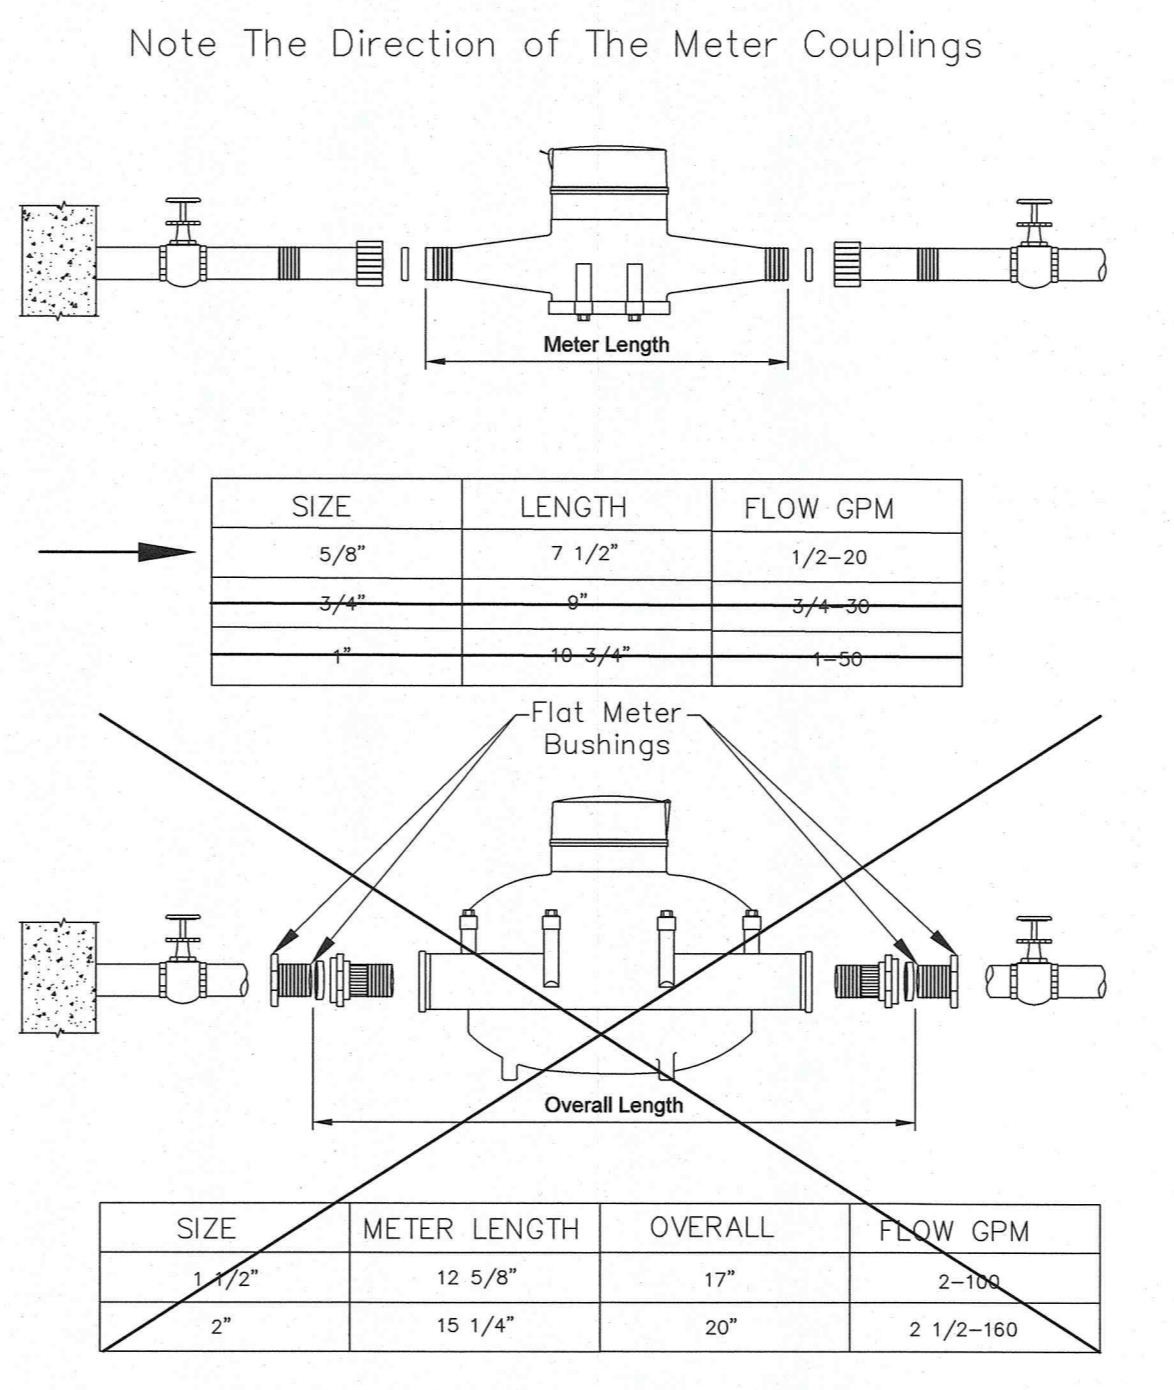 Note The Direction of The Meter Couplings
Meter Length
SIZE LENGTH FLOW GPM
5/8" 7 1/2" 1/2-20
3/4" 9" 3/4-30
1" 10 3/4" 1-50
Flat Meter
Bushings
Overall Length
SIZE METER LENGTH OVERALL FLOW GPM
1 1/2" 12 5/8" 17" 2-100
2" 15 1/4" 20" 2 1/2-160